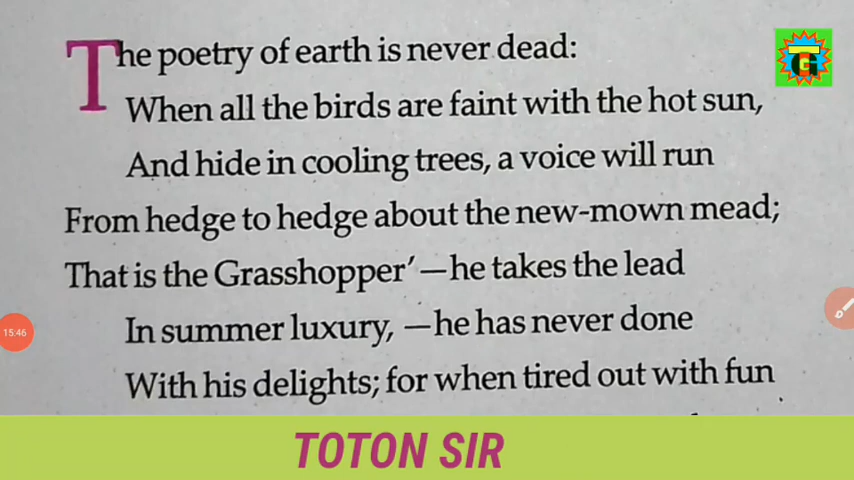 The poetry of earth is never dead:
When all the birds are faint with the hot sun,
And hide in cooling trees, a voice will run
From hedge to hedge about the new-mown mead;
That is the Grasshopper’—he takes the lead
In summer luxury, —he has never done
With his delights; for when tired out with fun
15:46
TOTON SIR